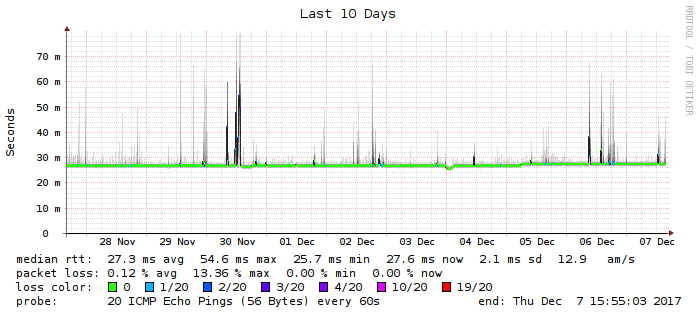 Last 10 Days
RRDTOOL / TOBI OETIKER
Seconds
70 m
60 m
50 m
40 m
30 m
20 m
10 m
0
28 Nov 29 Nov 30 Nov 01 Dec 02 Dec 03 Dec 04 Dec 05 Dec 06 Dec 07 Dec
median rtt: 27.3 ms avg 54.6 ms max 25.7 ms min 27.6 ms now 2.1 ms sd 12.9 am/s
packet loss: 0.12 % avg 13.36 % max 0.00 % min 0.00 % now
loss color: 0 1/20 2/20 3/20 4/20 10/20 19/20
probe: 20 ICMP Echo Pings (56 Bytes) every 60s end: Thu Dec 7 15:55:03 2017